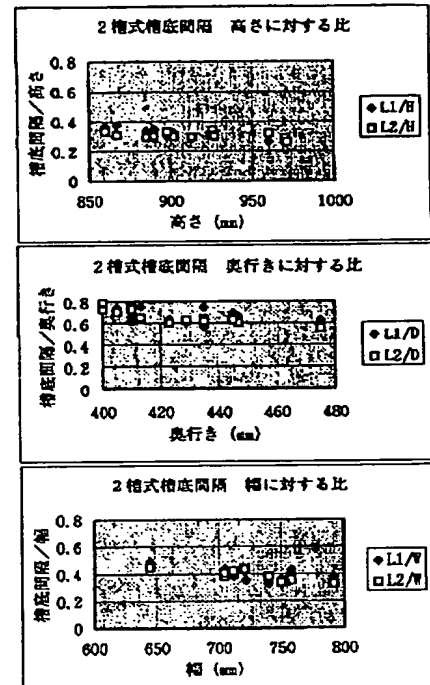 2槽式槽底間隔 高さに対する比
槽底間隔/高さ
0.8
0.6
0.4
0.2
0
850 900 950 1000
高さ (mm)
L1/H
L2/H
2槽式槽底間隔 奥行きに対する比
槽底間隔/奥行き
0.8
0.6
0.4
0.2
0
400 420 440 460 480
奥行き (mm)
L1/D
L2/D
2槽式槽底間隔 幅に対する比
槽底間隔/幅
0.8
0.6
0.4
0.2
0
600 650 700 750 800
幅 (mm)
L1/W
L2/W